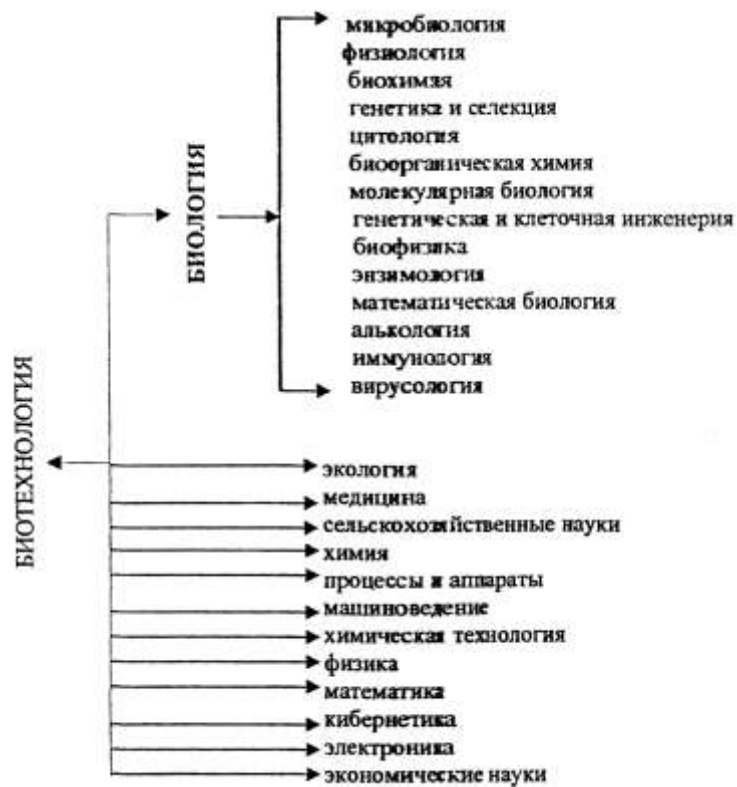 БИОТЕХНОЛОГИЯ
БИОЛОГИЯ
микробиология
физиология
биохимия
генетика и селекция
цитология
биоорганическая химия
молекулярная биология
генетическая и клеточная инженерия
биофизика
энзимология
математическая биология
алькология
иммунология
вирусология
экология
медицина
сельскохозяйственные науки
химия
процессы и аппараты
машиноведение
химическая технология
физика
математика
кибернетика
электроника
экономические науки